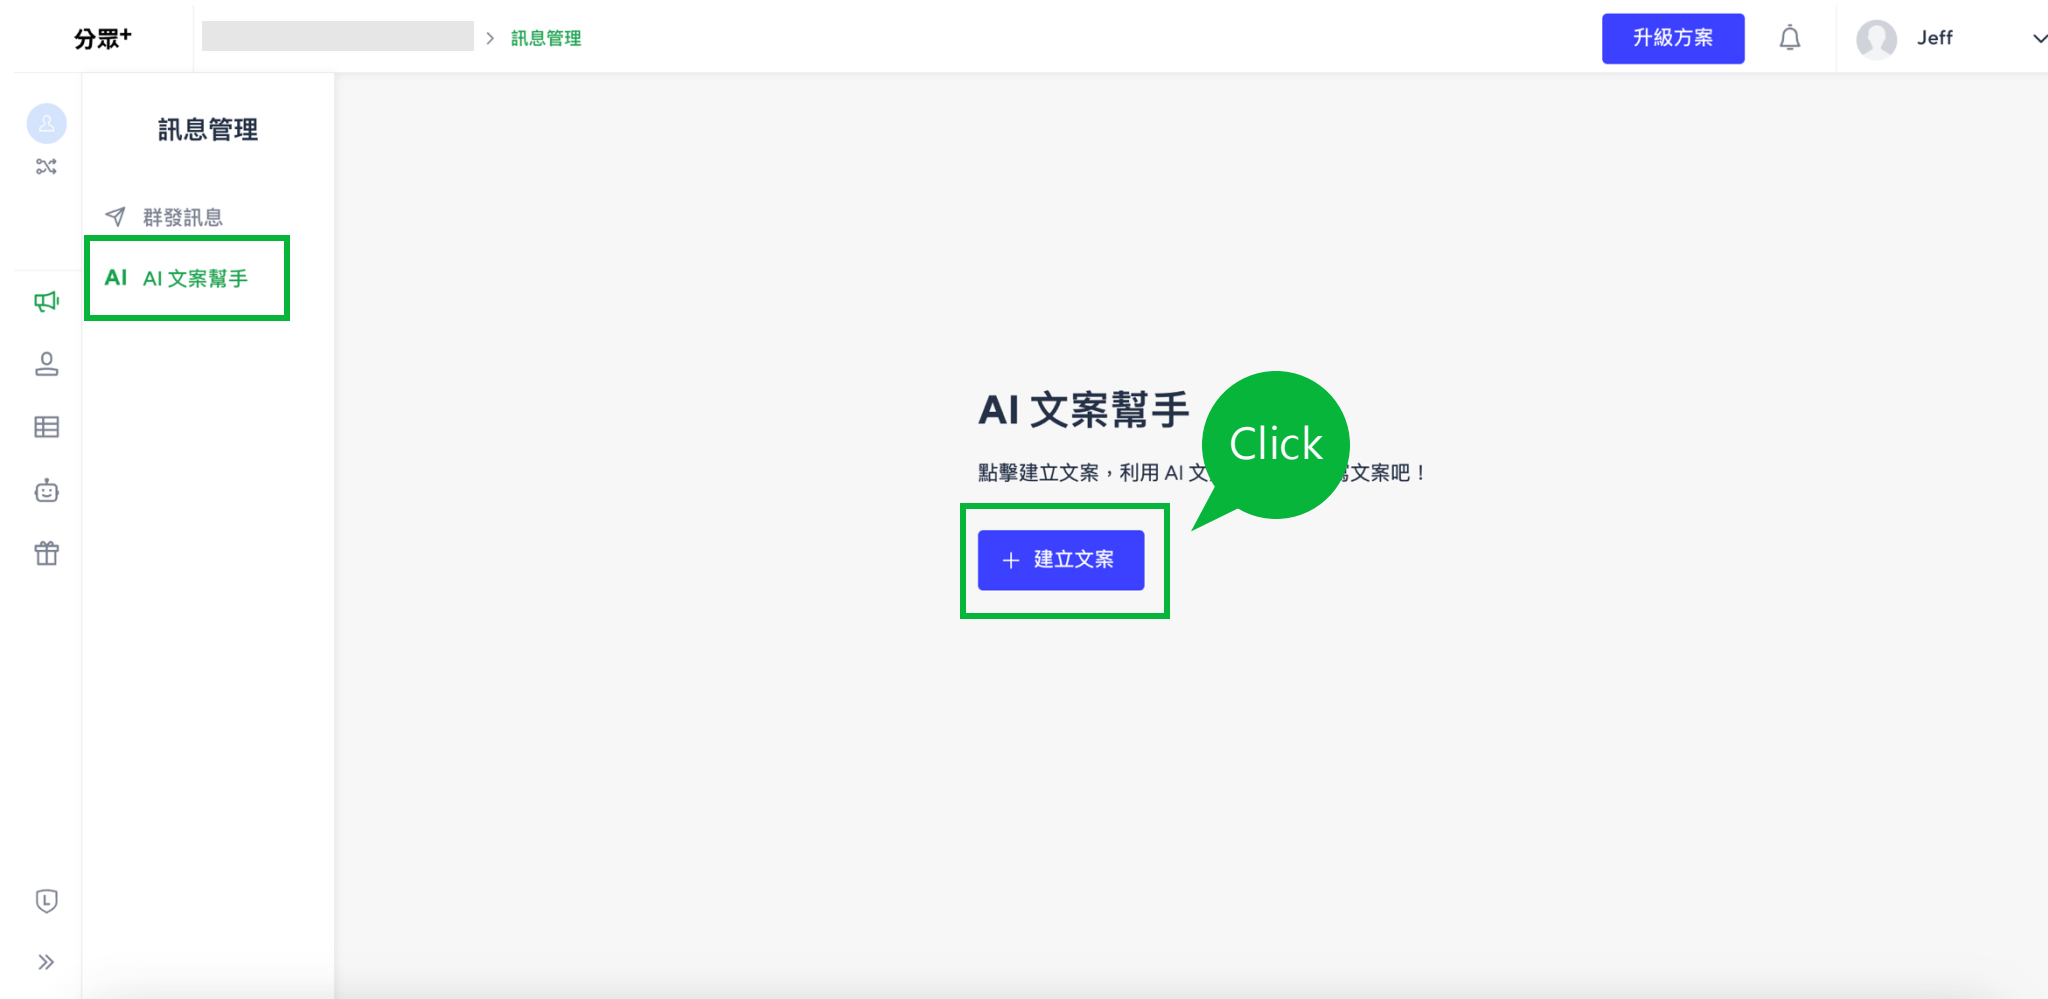 分眾+
訊息管理
升級方案
Jeff
訊息管理
群發訊息
AI AI 文案幫手
AI 文案幫手
Click
點擊建立文案，利用 AI 文
文案吧！
+ 建立文案
L